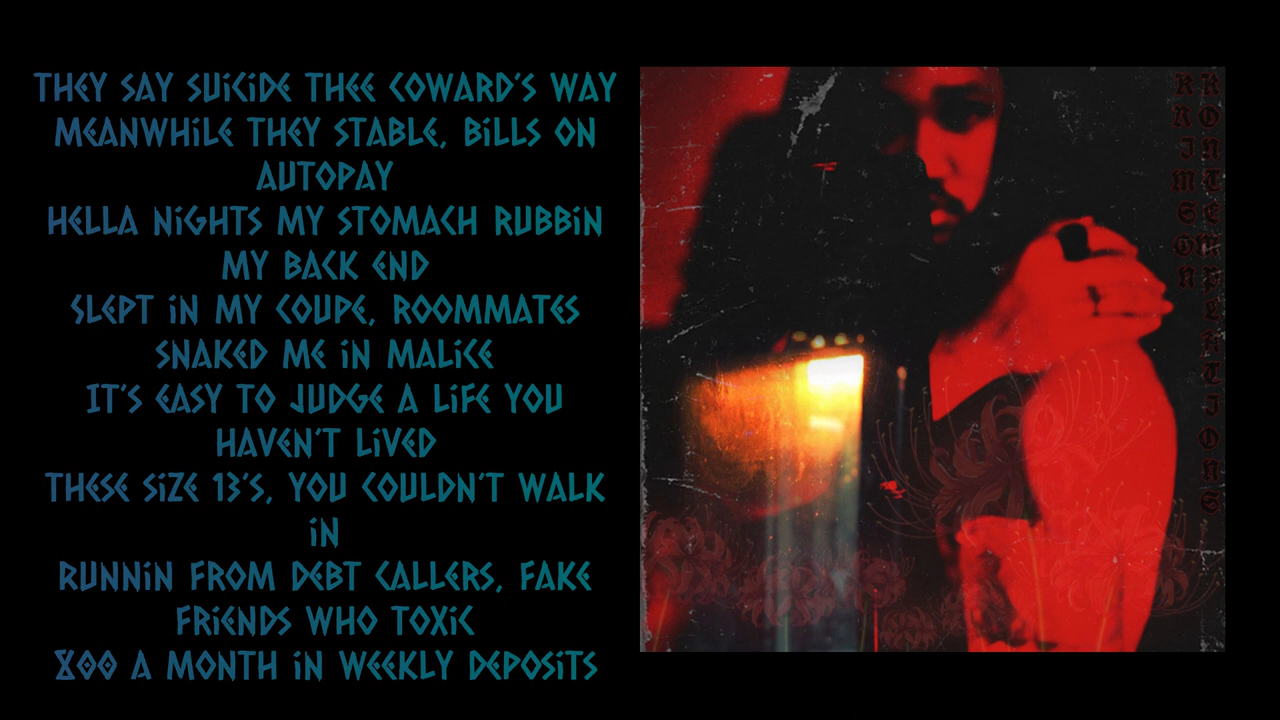 THEY SAY SUICIDE THEE COWARD'S WAY
MEANWHILE THEY STABLE, BILLS ON
AUTOPAY
HELLA NIGHTS MY STOMACH RUBBIN
MY BACK END
SLEPT IN MY COUPE, ROOMMATES
SNAKED ME IN MALICE
IT'S EASY TO JUDGE A LIFE YOU
HAVEN'T LIVED
THESE SIZE 13'S, YOU COULDN'T WALK
IN
RUNNIN FROM DEBT CALLERS, FAKE
FRIENDS WHO TOXIC
800 A MONTH IN WEEKLY DEPOSITS
KRIMSON
KONTEMPLATIONS